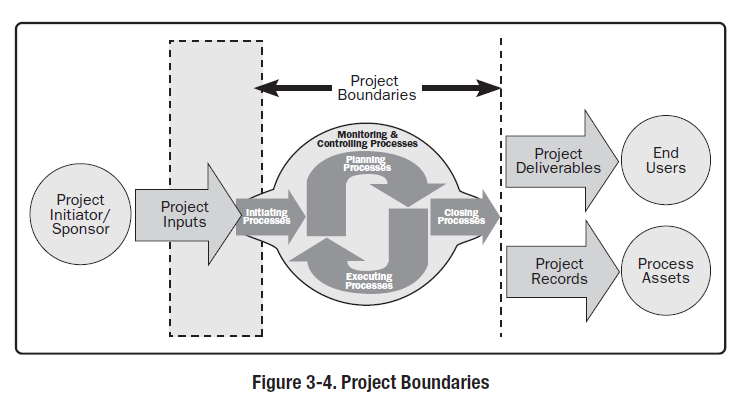 Project
Boundaries
Monitoring &
Controlling Processes
Planning
Processes
Project
Initiator/
Sponsor
Project
Inputs
Initiating
Processes
Closing
Processes
Executing
Processes
Project
Deliverables
End
Users
Project
Records
Process
Assets
Figure 3-4. Project Boundaries